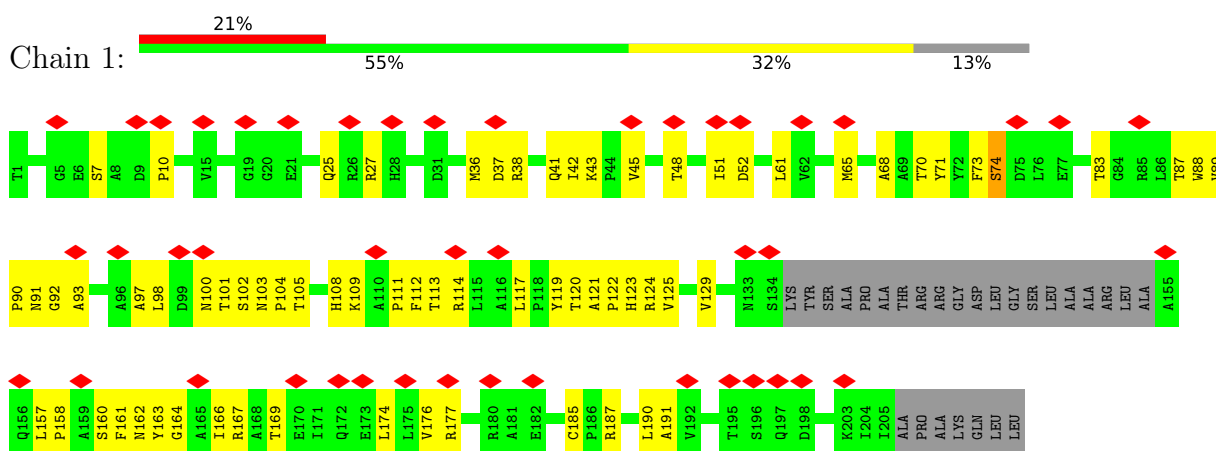 21%
Chain 1:
55% 32% 13%
T1 G5 E6 S7 A8 D9 P10 V15 G19 G20 E21 Q25 R26 R27 H28 D31 M36 D37 R38 Q41 I42 K43 P44 V45 T48 I51 D52 L61 V62 M65 A68 A69 T70 Y71 Y72 F73 S74 D75 L76 E77 T83 G84 R85 L86 T87 W88 V89
P90 N91 G92 A93 A96 A97 L98 D99 N100 T101 S102 N103 P104 T105 H108 K109 A110 P111 F112 T113 R114 L115 A116 L117 P118 Y119 T120 A121 P122 H123 R124 V125 V129 N133 S134 LYS TYR SER ALA PRO ALA THR ARG ARG GLY ASP LEU GLY SER LEU ALA ALA ARG LEU ALA A155
Q156 L157 P158 A159 S160 F161 N162 Y163 G164 A165 I166 R167 A168 T169 E170 I171 Q172 E173 L174 L175 V176 R177 R180 A181 E182 C185 P186 R187 L190 A191 V192 T195 S196 Q197 D198 K203 I204 I205 ALA PRO ALA LYS GLN LEU LEU